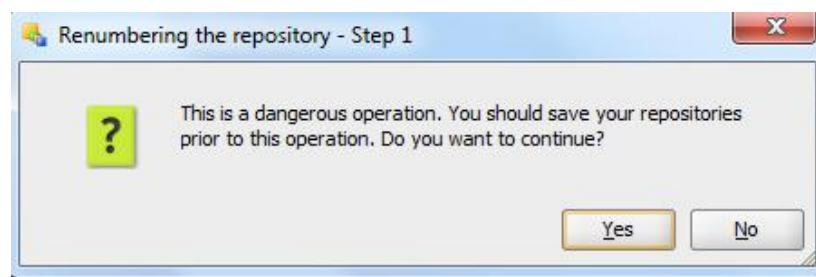 Renumbering the repository - Step 1
This is a dangerous operation. You should save your repositories
prior to this operation. Do you want to continue?
Yes No